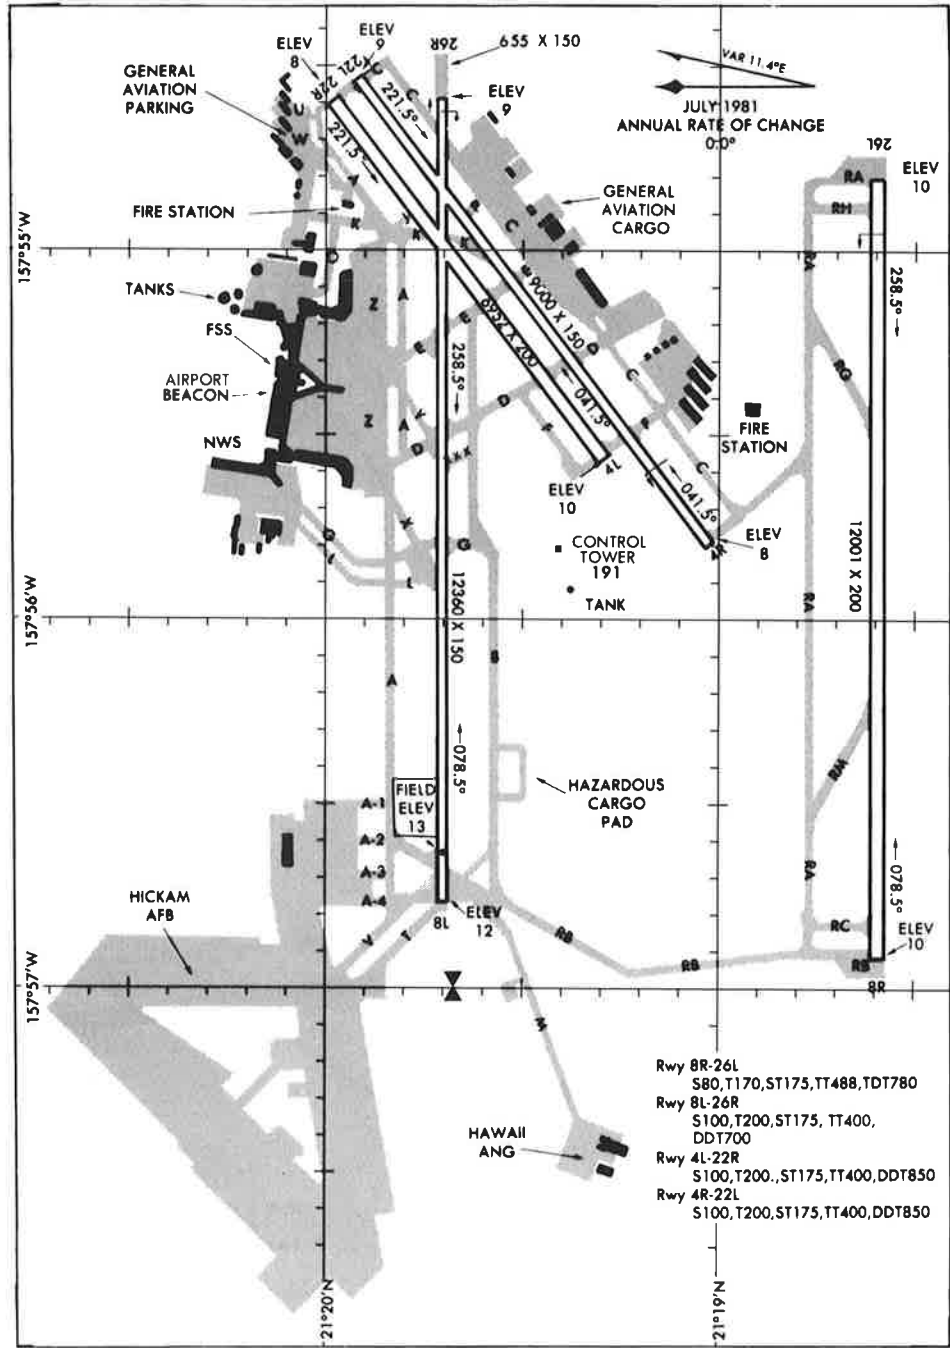 655 X 150
26R
ELEV
9
ELEV
8
22L
22R
C
C
221.5°
221.5°
GENERAL
AVIATION
PARKING
U
W
ELEV
9
VAR 11.4°E
JULY 1981
ANNUAL RATE OF CHANGE
0.0°
26L
ELEV
10
RA
RH
RA
FIRE STATION
K
GENERAL
AVIATION
CARGO
157°55'W
TANKS
FSS
AIRPORT
BEACON
NWS
Z
A
Z
A
E
E
D
D
F
F
K
K
C
C
C
9000 X 150
6952 X 200
258.5°
258.5°
041.5°
041.5°
RG
FIRE
STATION
4L
ELEV
10
4R
ELEV
8
CONTROL
TOWER
191
TANK
G
G
L
12360 X 150
12001 X 200
157°56'W
A
B
RA
078.5°
HAZARDOUS
CARGO
PAD
RM
A-1
A-2
A-3
A-4
FIELD
ELEV
13
HICKAM
AFB
V
T
8L
ELEV
12
RB
RB
RA
RC
RB
078.5°
ELEV
10
8R
157°57'W
M
HAWAII
ANG
Rwy 8R-26L
S80,T170,ST175,TT488,TDT780
Rwy 8L-26R
S100,T200,ST175, TT400,
DDT700
Rwy 4L-22R
S100,T200.,ST175,TT400,DDT850
Rwy 4R-22L
S100,T200,ST175,TT400,DDT850
21°20'N
21°19'N